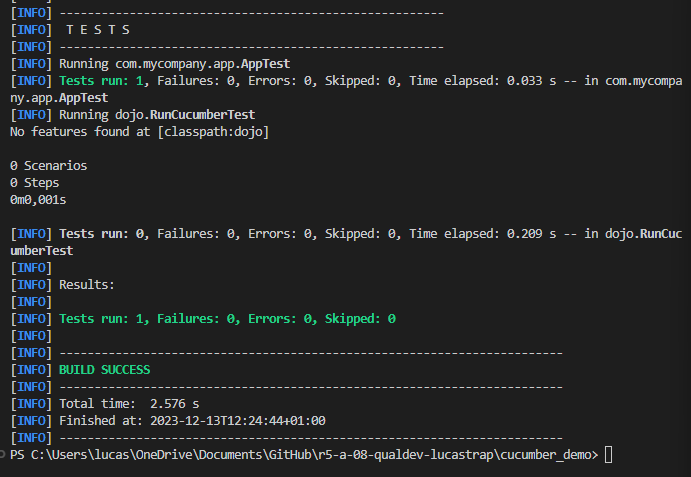 [INFO] -------------------------------------------------------
[INFO]  T E S T S
[INFO] -------------------------------------------------------
[INFO] Running com.mycompany.app.AppTest
[INFO] Tests run: 1, Failures: 0, Errors: 0, Skipped: 0, Time elapsed: 0.033 s -- in com.mycompa
ny.app.AppTest
[INFO] Running dojo.RunCucumberTest
No features found at [classpath:dojo]

0 Scenarios
0 Steps
0m0,001s

[INFO] Tests run: 0, Failures: 0, Errors: 0, Skipped: 0, Time elapsed: 0.209 s -- in dojo.RunCuc
umberTest
[INFO]
[INFO] Results:
[INFO]
[INFO] Tests run: 1, Failures: 0, Errors: 0, Skipped: 0
[INFO]
[INFO] ------------------------------------------------------------------------
[INFO] BUILD SUCCESS
[INFO] ------------------------------------------------------------------------
[INFO] Total time:  2.576 s
[INFO] Finished at: 2023-12-13T12:24:44+01:00
[INFO] ------------------------------------------------------------------------
PS C:\Users\lucas\OneDrive\Documents\GitHub\r5-a-08-qualdev-lucastrap\cucumber_demo>